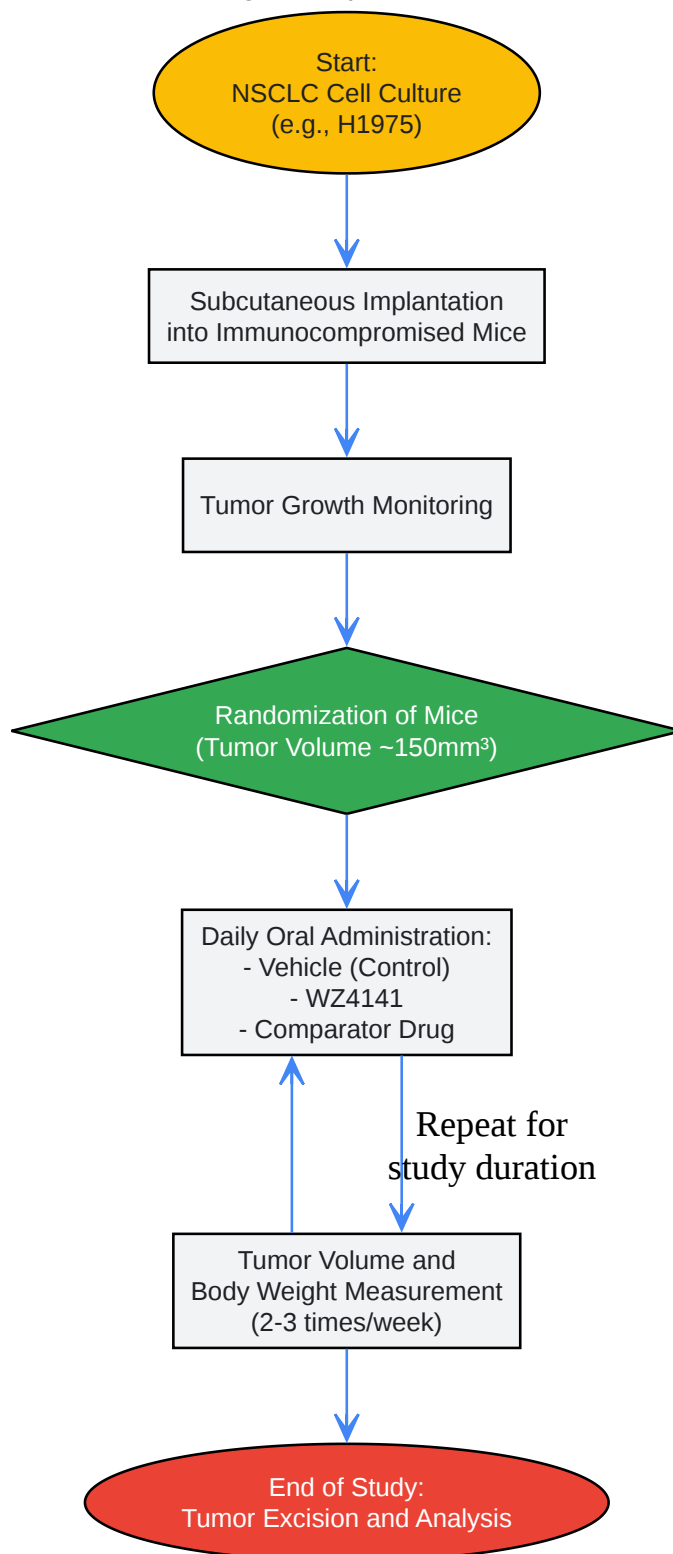 Start:
NSCLC Cell Culture
(e.g., H1975)
Subcutaneous Implantation
into Immunocompromised Mice
Tumor Growth Monitoring
Randomization of Mice
(Tumor Volume ~150mm³)
Daily Oral Administration:
- Vehicle (Control)
- WZ4141
- Comparator Drug
Repeat for
study duration
Tumor Volume and
Body Weight Measurement
(2-3 times/week)
End of Study:
Tumor Excision and Analysis